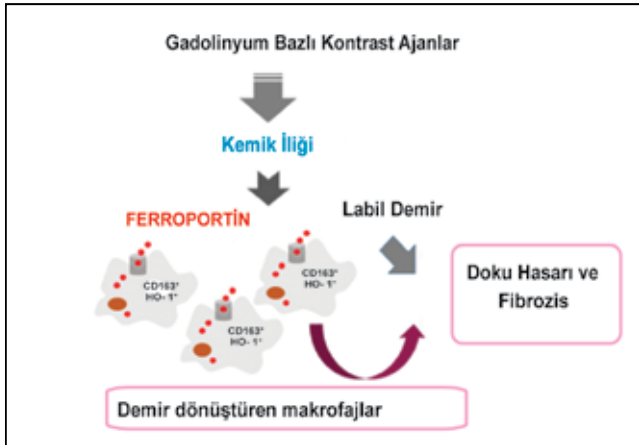 Gadolinyum Bazlı Kontrast Ajanlar
Kemik İliği
FERROPORTİN
Labil Demir
CD163⁺
HO- 1⁺
CD163⁺
HO- 1⁺
CD163⁺
HO- 1⁺
Doku Hasarı ve
Fibrozis
Demir dönüştüren makrofajlar